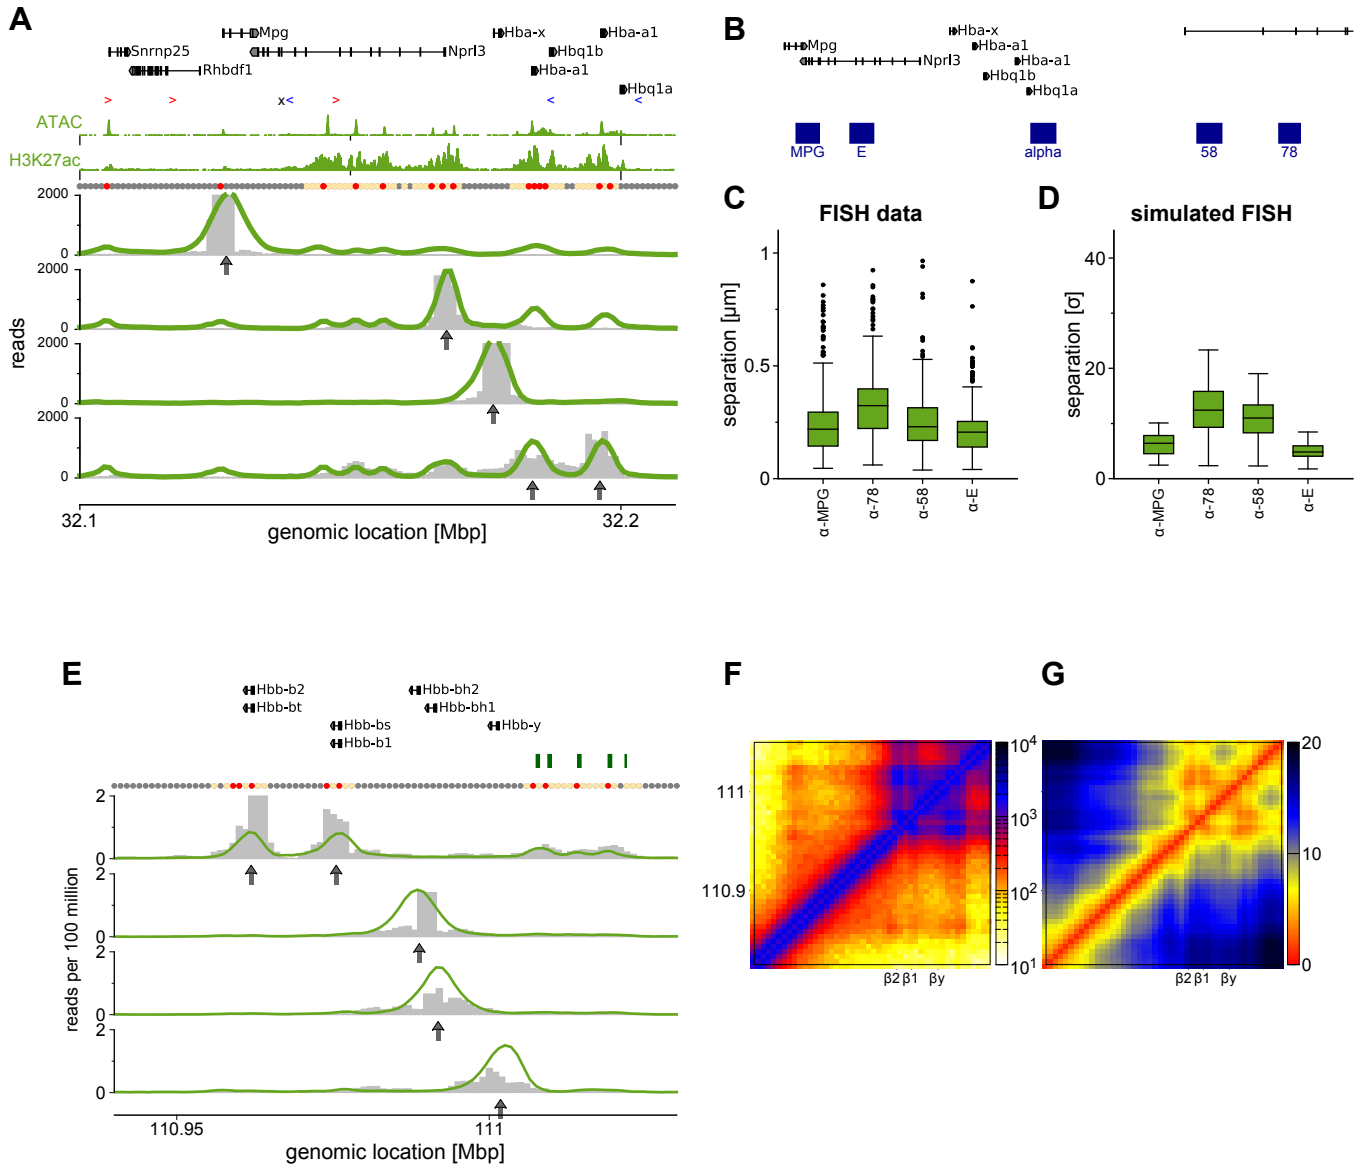 A
Mpg
Hba-x
Hba-a1
Snrnp25
Nprl3
Hbq1b
Rhbdf1
Hba-a1
Hbq1a
> > x< > < <
ATAC
H3K27ac
2000
0
2000
0
2000
0
2000
0
reads
32.1
32.2
genomic location [Mbp]
B
Hba-x
Mpg
Hba-a1
Nprl3
Hba-a1
Hbq1b
Hbq1a
MPG
E
alpha
58
78
C
FISH data
1
0.5
0
separation [μm]
α-MPG
α-78
α-58
α-E
D
simulated FISH
40
20
0
separation [σ]
α-MPG
α-78
α-58
α-E
E
Hbb-b2
Hbb-bh2
Hbb-bt
Hbb-bh1
Hbb-bs
Hbb-y
Hbb-b1
2
0
2
0
2
0
2
0
reads per 100 million
110.95
111
genomic location [Mbp]
F
111
110.9
β2 β1 βy
10⁴
10³
10²
10¹
G
β2 β1 βy
20
10
0